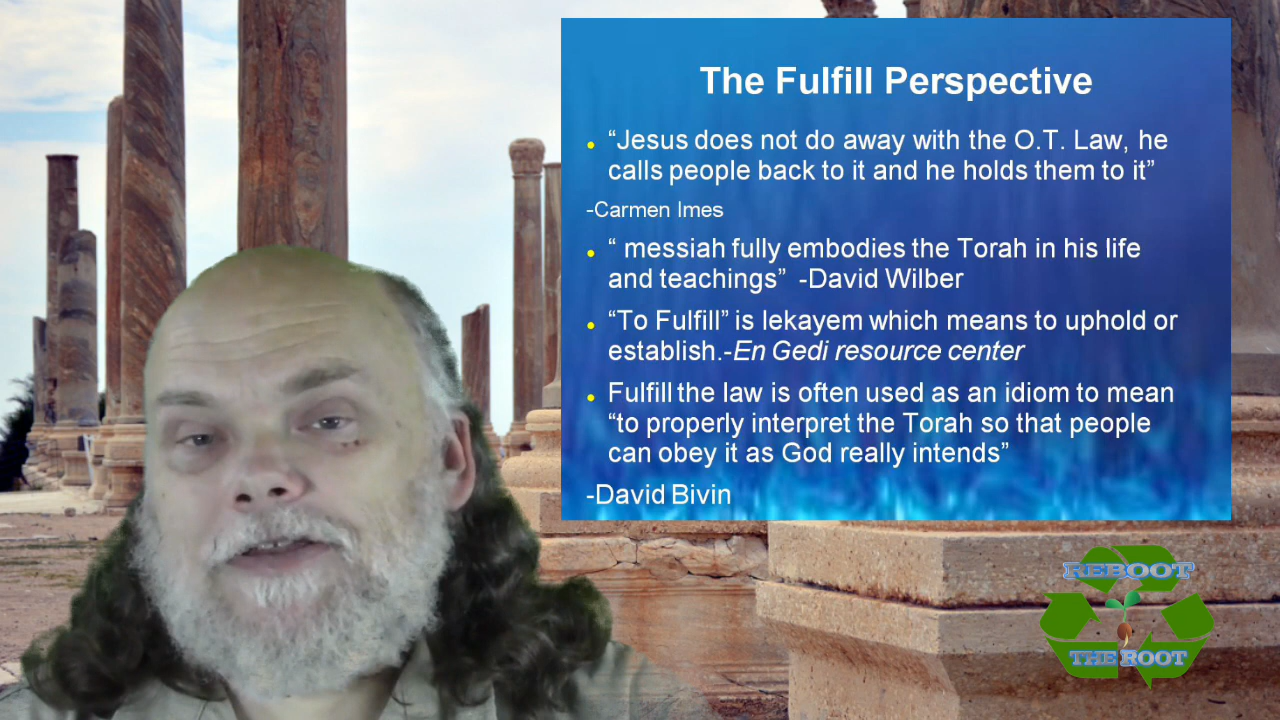 The Fulfill Perspective
“Jesus does not do away with the O.T. Law, he
calls people back to it and he holds them to it”
-Carmen Imes
“ messiah fully embodies the Torah in his life
and teachings” -David Wilber
“To Fulfill” is lekayem which means to uphold or
establish.-En Gedi resource center
Fulfill the law is often used as an idiom to mean
“to properly interpret the Torah so that people
can obey it as God really intends”
-David Bivin
REBOOT
THE ROOT